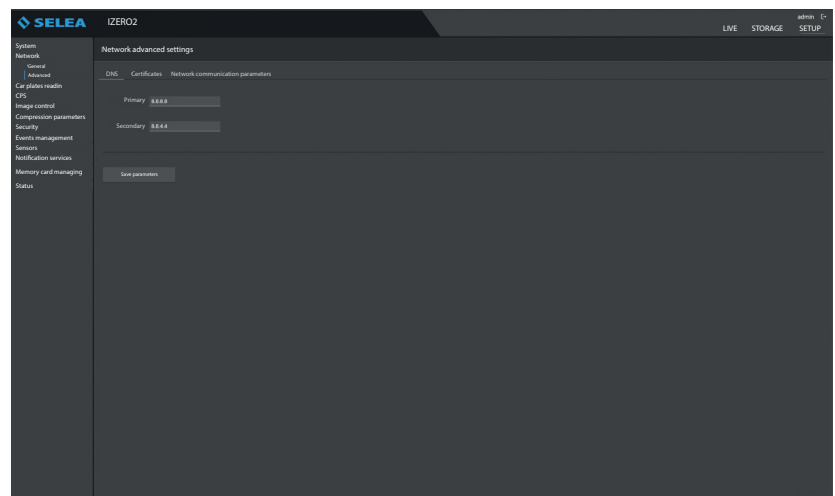 SELEA
IZERO2
admin
LIVE STORAGE SETUP
System
Network
General
Advanced
Car plates readin
CPS
Image control
Compression parameters
Security
Events management
Sensors
Notification services
Memory card managing
Status
Network advanced settings
DNS Certificates Network communication parameters
Primary 8.8.8.8
Secondary 8.8.4.4
Save parameters